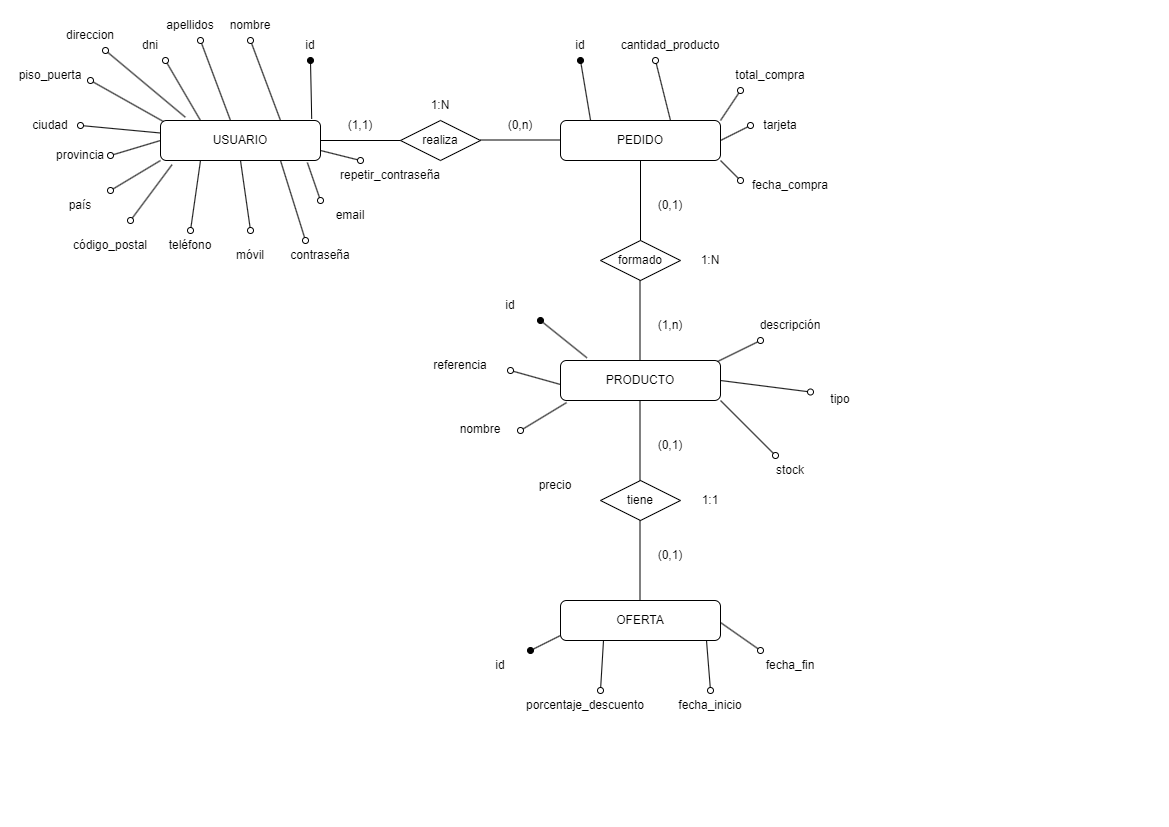 apellidos
nombre
direccion
dni
id
id
cantidad_producto
piso_puerta
total_compra
1:N
ciudad
(1,1)
(0,n)
tarjeta
USUARIO
realiza
PEDIDO
provincia
repetir_contraseña
fecha_compra
país
email
(0,1)
código_postal
teléfono
móvil
contraseña
formado
1:N
id
(1,n)
descripción
referencia
PRODUCTO
tipo
nombre
(0,1)
stock
precio
tiene
1:1
(0,1)
OFERTA
id
fecha_fin
porcentaje_descuento
fecha_inicio